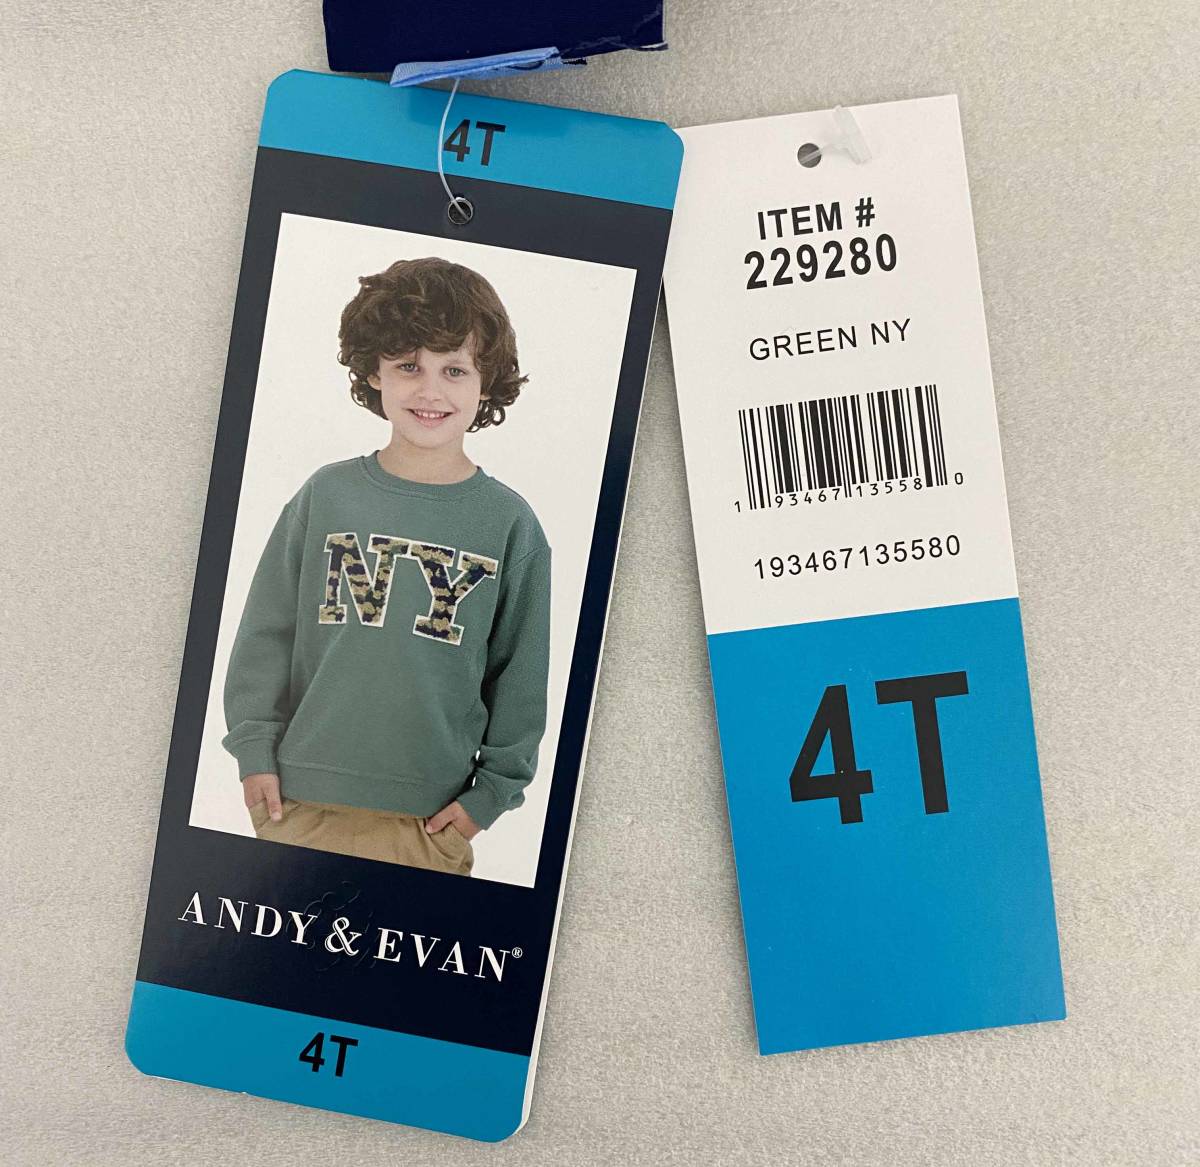 4T
NY
ANDY & EVAN®
4T
ITEM #
229280
GREEN NY
1 93467 13558 0
193467135580
4T